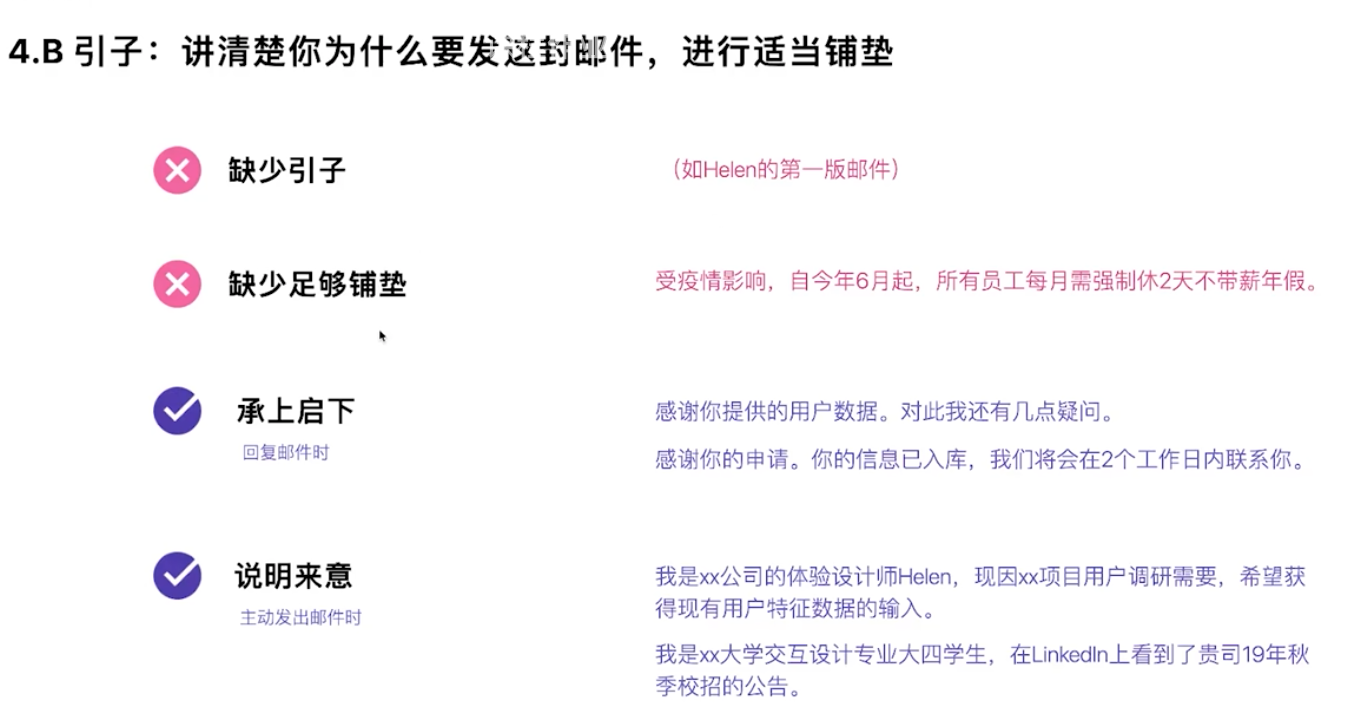 4.B 引子：讲清楚你为什么要发这封邮件，进行适当铺垫
缺少引子
（如Helen的第一版邮件）
缺少足够铺垫
受疫情影响，自今年6月起，所有员工每月需强制休2天不带薪年假。
承上启下
回复邮件时
感谢你提供的用户数据。对此我还有几点疑问。
感谢你的申请。你的信息已入库，我们将会在2个工作日内联系你。
说明来意
主动发出邮件时
我是xx公司的体验设计师Helen，现因xx项目用户调研需要，希望获
得现有用户特征数据的输入。
我是xx大学交互设计专业大四学生，在LinkedIn上看到了贵司19年秋
季校招的公告。